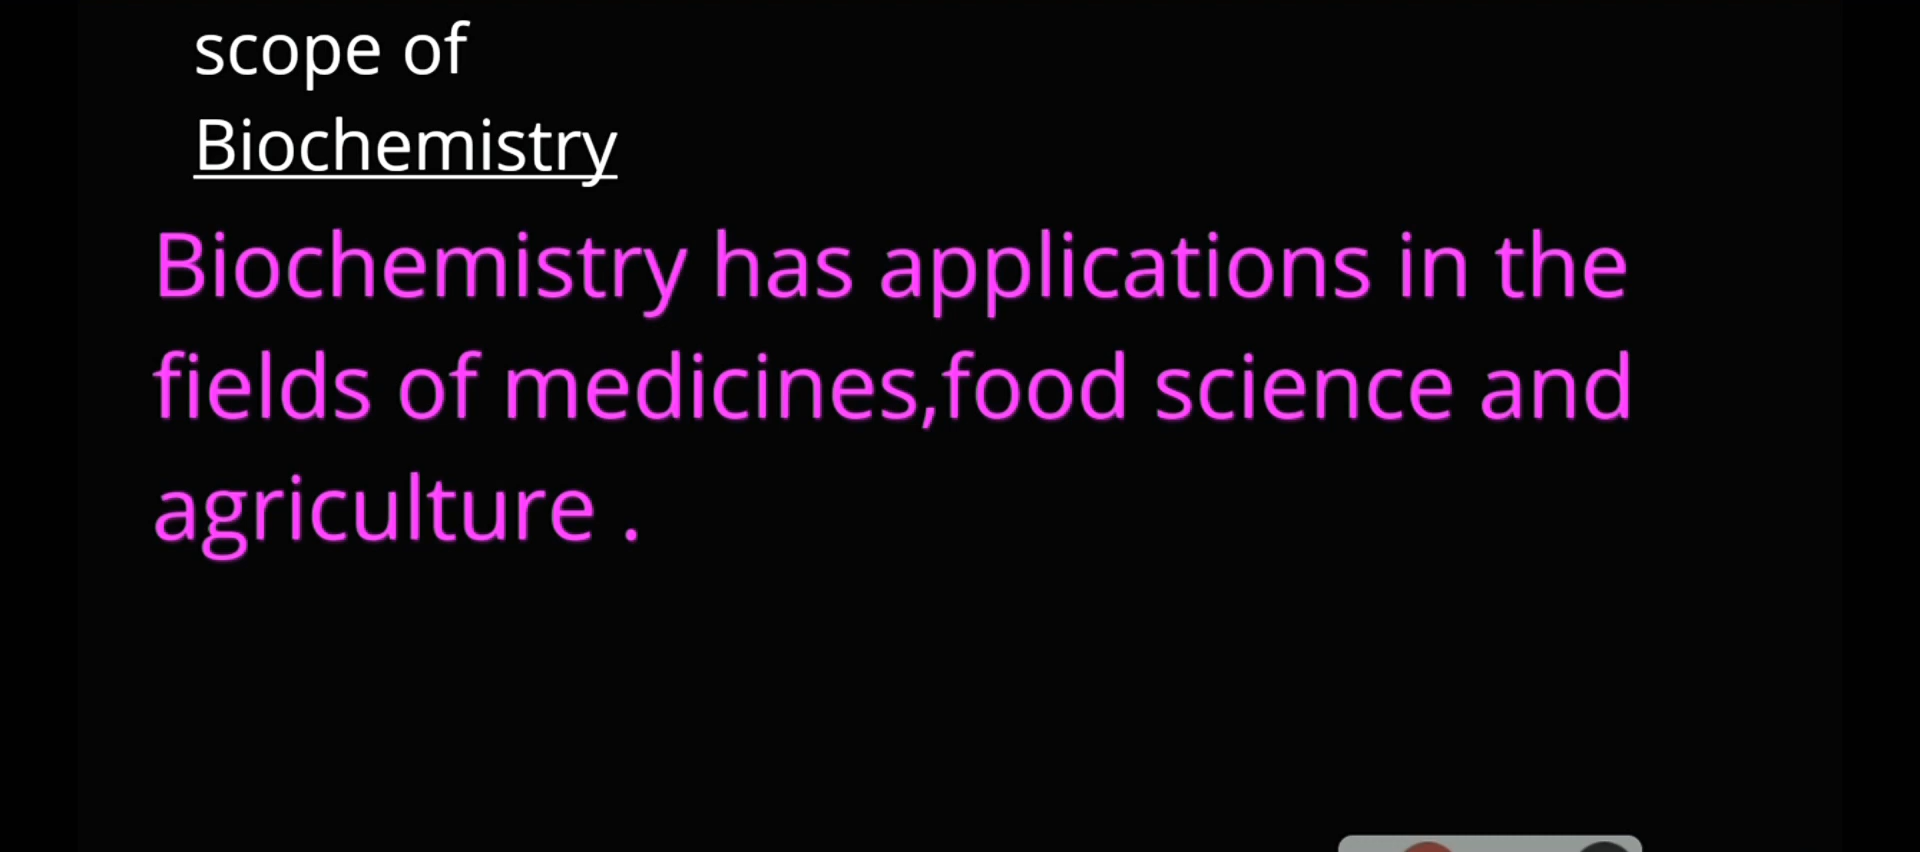 scope of
Biochemistry
Biochemistry has applications in the
fields of medicines,food science and
agriculture .